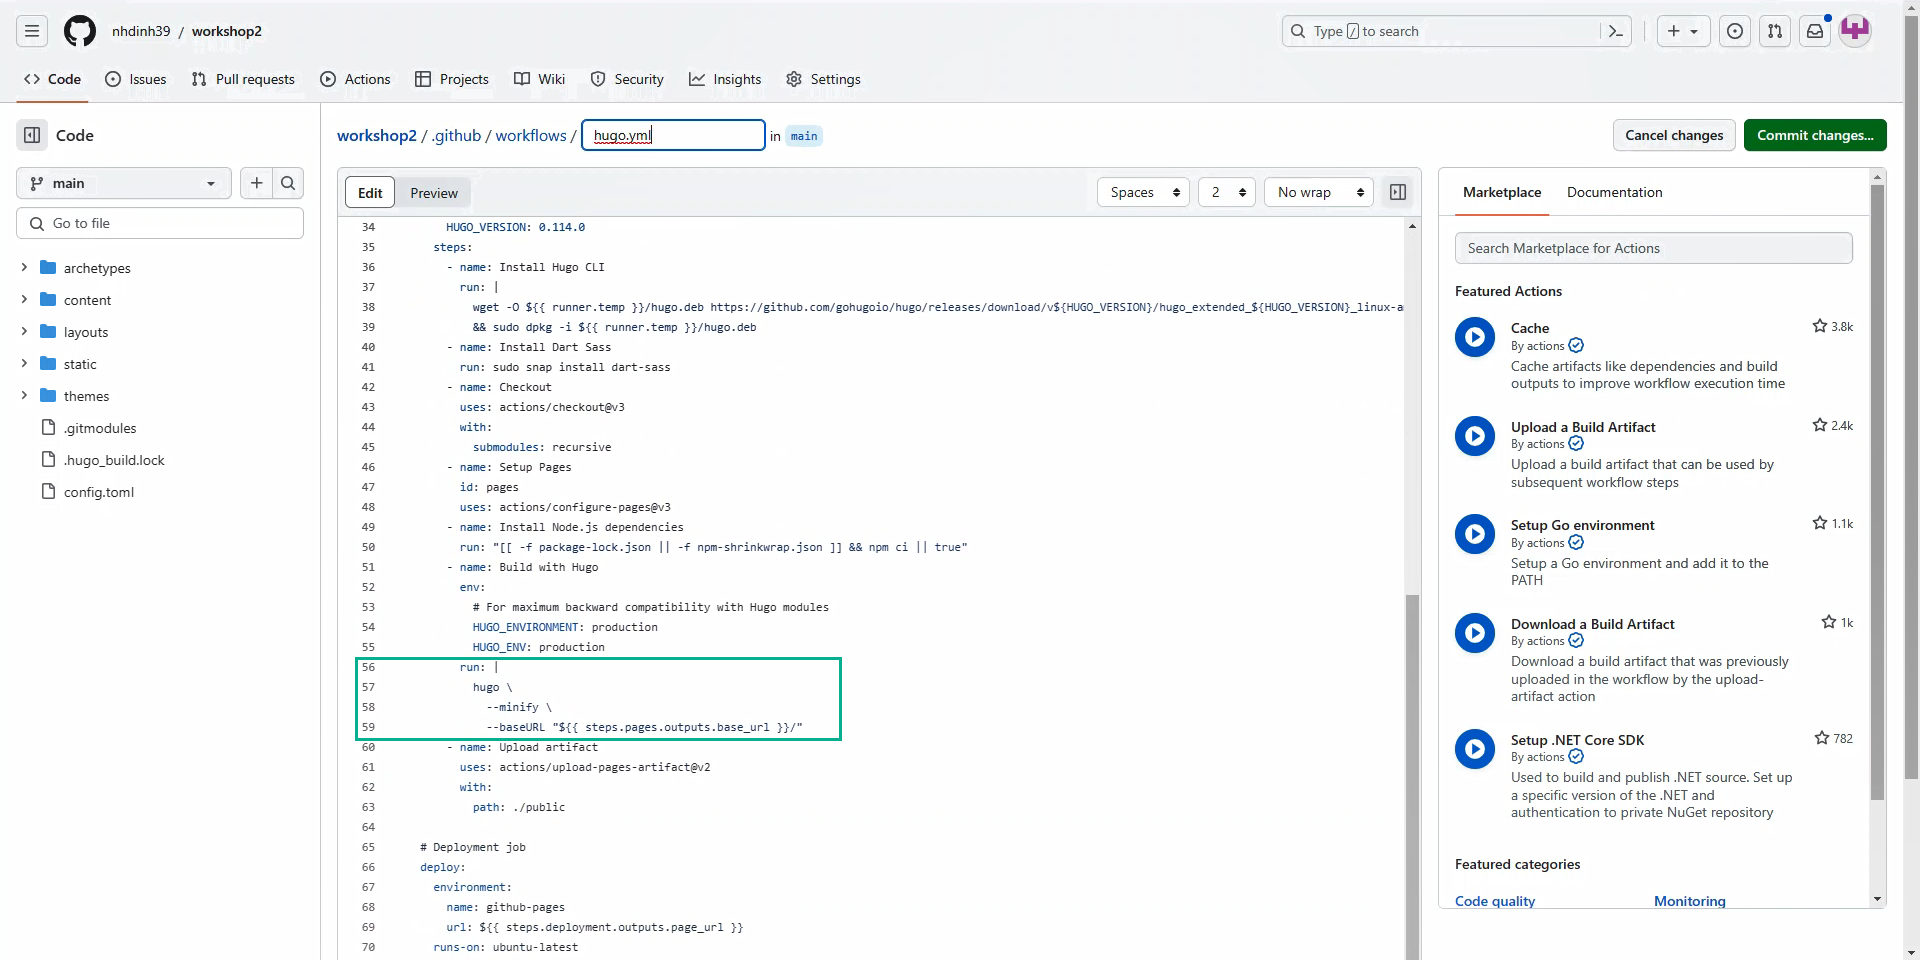 nhdinh39 / workshop2
Type / to search
Code
Issues
Pull requests
Actions
Projects
Wiki
Security
Insights
Settings
Code
main
Go to file
archetypes
content
layouts
static
themes
.gitmodules
.hugo_build.lock
config.toml
workshop2 / .github / workflows / hugo.yml in main
Cancel changes
Commit changes...
Edit
Preview
Spaces
2
No wrap
34 HUGO_VERSION: 0.114.0
35 steps:
36 - name: Install Hugo CLI
37 run: |
38 wget -O ${{ runner.temp }}/hugo.deb https://github.com/gohugoio/hugo/releases/download/v${HUGO_VERSION}/hugo_extended_${HUGO_VERSION}_linux-a
39 && sudo dpkg -i ${{ runner.temp }}/hugo.deb
40 - name: Install Dart Sass
41 run: sudo snap install dart-sass
42 - name: Checkout
43 uses: actions/checkout@v3
44 with:
45 submodules: recursive
46 - name: Setup Pages
47 id: pages
48 uses: actions/configure-pages@v3
49 - name: Install Node.js dependencies
50 run: "[[ -f package-lock.json || -f npm-shrinkwrap.json ]] && npm ci || true"
51 - name: Build with Hugo
52 env:
53 # For maximum backward compatibility with Hugo modules
54 HUGO_ENVIRONMENT: production
55 HUGO_ENV: production
56 run: |
57 hugo \
58 --minify \
59 --baseURL "${{ steps.pages.outputs.base_url }}/"
60 - name: Upload artifact
61 uses: actions/upload-pages-artifact@v2
62 with:
63 path: ./public
64
65 # Deployment job
66 deploy:
67 environment:
68 name: github-pages
69 url: ${{ steps.deployment.outputs.page_url }}
70 runs-on: ubuntu-latest
Marketplace
Documentation
Search Marketplace for Actions
Featured Actions
Cache
3.8k
By actions
Cache artifacts like dependencies and build
outputs to improve workflow execution time
Upload a Build Artifact
2.4k
By actions
Upload a build artifact that can be used by
subsequent workflow steps
Setup Go environment
1.1k
By actions
Setup a Go environment and add it to the
PATH
Download a Build Artifact
1k
By actions
Download a build artifact that was previously
uploaded in the workflow by the upload-
artifact action
Setup .NET Core SDK
782
By actions
Used to build and publish .NET source. Set up
a specific version of the .NET and
authentication to private NuGet repository
Featured categories
Code quality
Monitoring